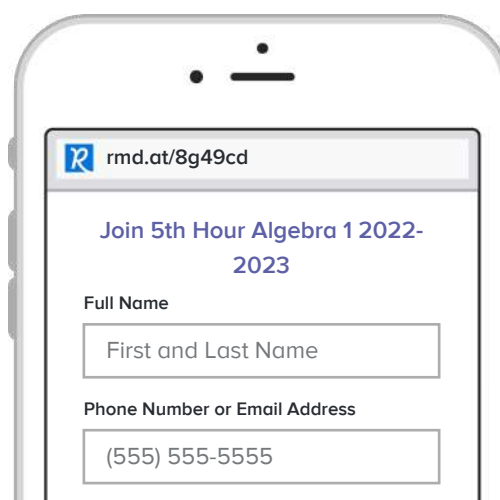 rmd.at/8g49cd
Join 5th Hour Algebra 1 2022-
2023
Full Name
First and Last Name
Phone Number or Email Address
(555) 555-5555